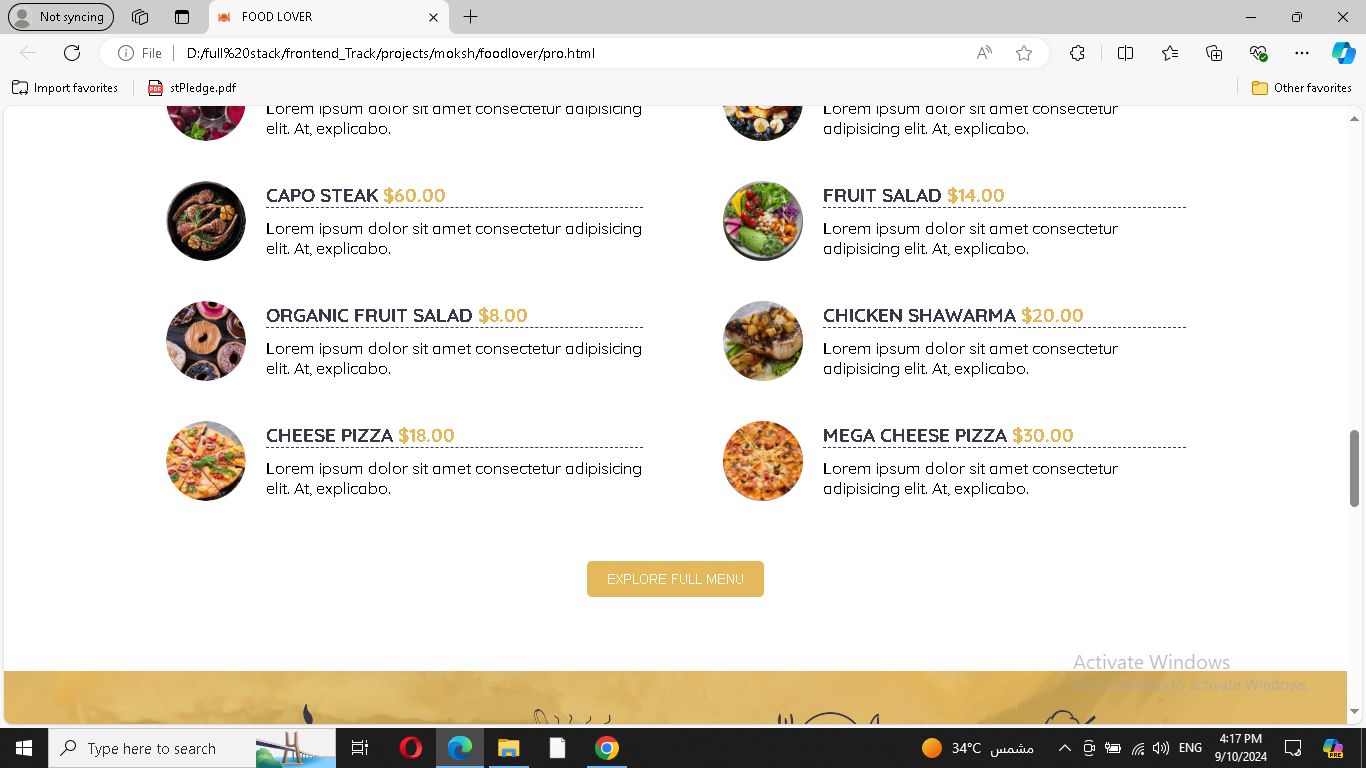 Not syncing
FOOD LOVER
File
D:/full%20stack/frontend_Track/projects/moksh/foodlover/pro.html
Import favorites
PDF
stPledge.pdf
Other favorites
Lorem ipsum dolor sit amet consectetur adipisicing
elit. At, explicabo.
Lorem ipsum dolor sit amet consectetur
adipisicing elit. At, explicabo.
CAPO STEAK $60.00
Lorem ipsum dolor sit amet consectetur adipisicing
elit. At, explicabo.
FRUIT SALAD $14.00
Lorem ipsum dolor sit amet consectetur
adipisicing elit. At, explicabo.
ORGANIC FRUIT SALAD $8.00
Lorem ipsum dolor sit amet consectetur adipisicing
elit. At, explicabo.
CHICKEN SHAWARMA $20.00
Lorem ipsum dolor sit amet consectetur
adipisicing elit. At, explicabo.
CHEESE PIZZA $18.00
Lorem ipsum dolor sit amet consectetur adipisicing
elit. At, explicabo.
MEGA CHEESE PIZZA $30.00
Lorem ipsum dolor sit amet consectetur
adipisicing elit. At, explicabo.
EXPLORE FULL MENU
Activate Windows
Go to Settings to activate Windows.
Type here to search
34°C مشمس
ENG
4:17 PM
9/10/2024
PRE